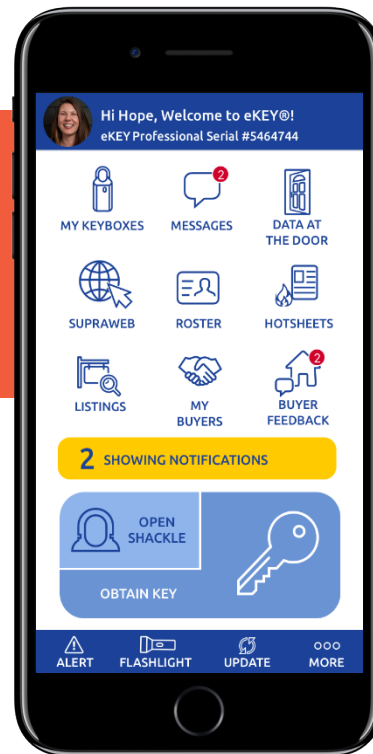 Hi Hope, Welcome to eKEY®!
eKEY Professional Serial #5464744
MY KEYBOXES
2
MESSAGES
DATA AT
THE DOOR
SUPRAWEB
ROSTER
HOTSHEETS
LISTINGS
MY
BUYERS
2
BUYER
FEEDBACK
2 SHOWING NOTIFICATIONS
OPEN
SHACKLE
OBTAIN KEY
ALERT
FLASHLIGHT
UPDATE
MORE